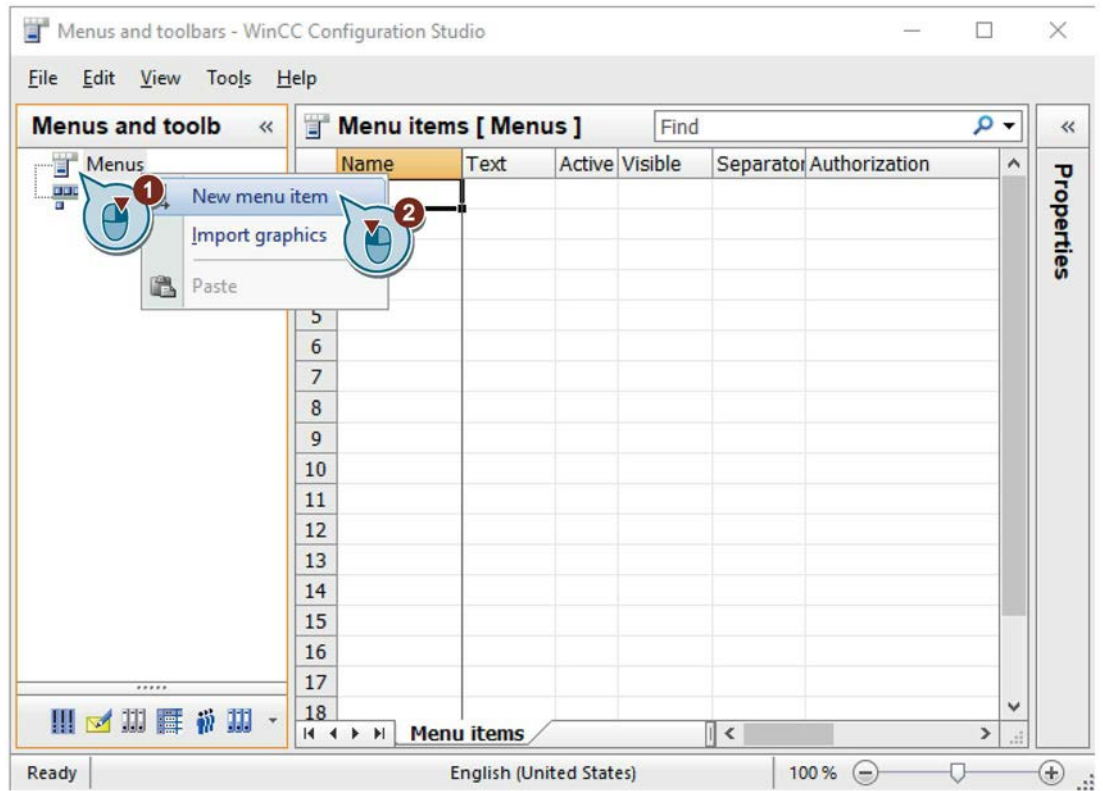 Menus and toolbars - WinCC Configuration Studio
File Edit View Tools Help
Menus and toolb «
Menu items [ Menus ] Find
«
Name Text Active Visible Separator Authorization
Menus
1
New menu item
2
Import graphics
Paste
Properties
5
6
7
8
9
10
11
12
13
14
15
16
17
18
Menu items
Ready English (United States) 100 %